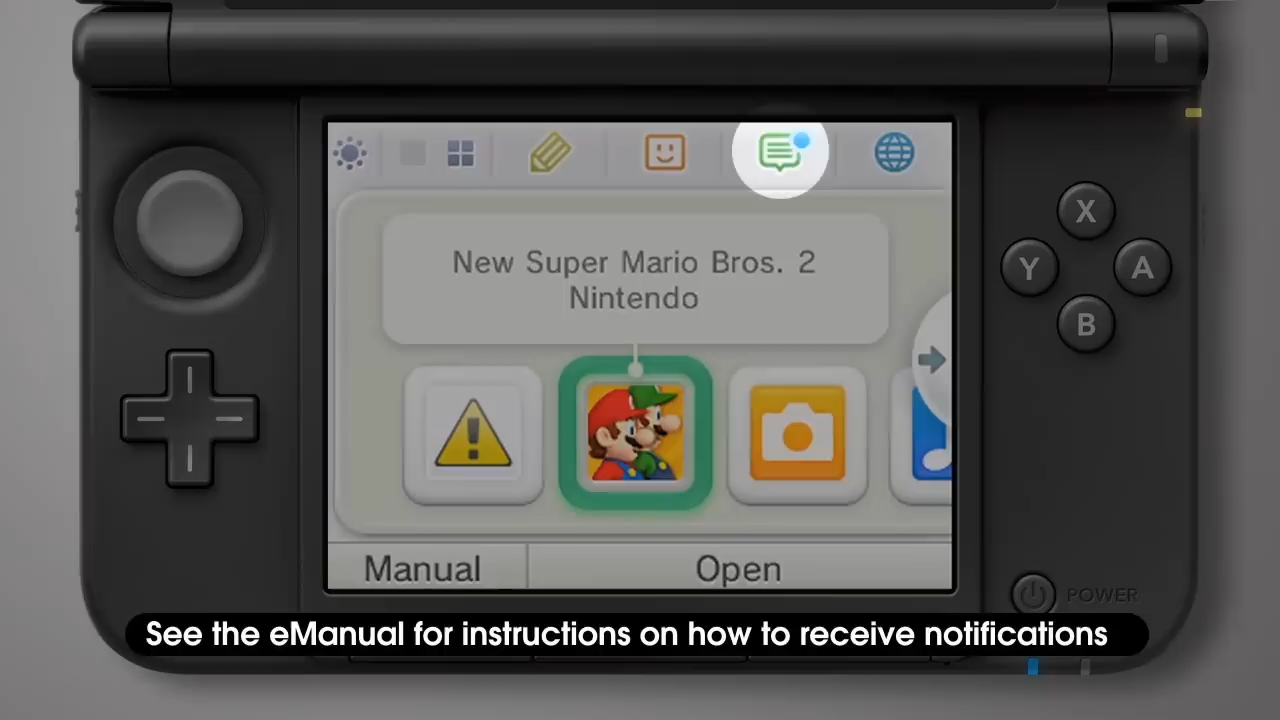 New Super Mario Bros. 2
Nintendo
X
Y
A
B
Manual
Open
POWER
See the eManual for instructions on how to receive notifications